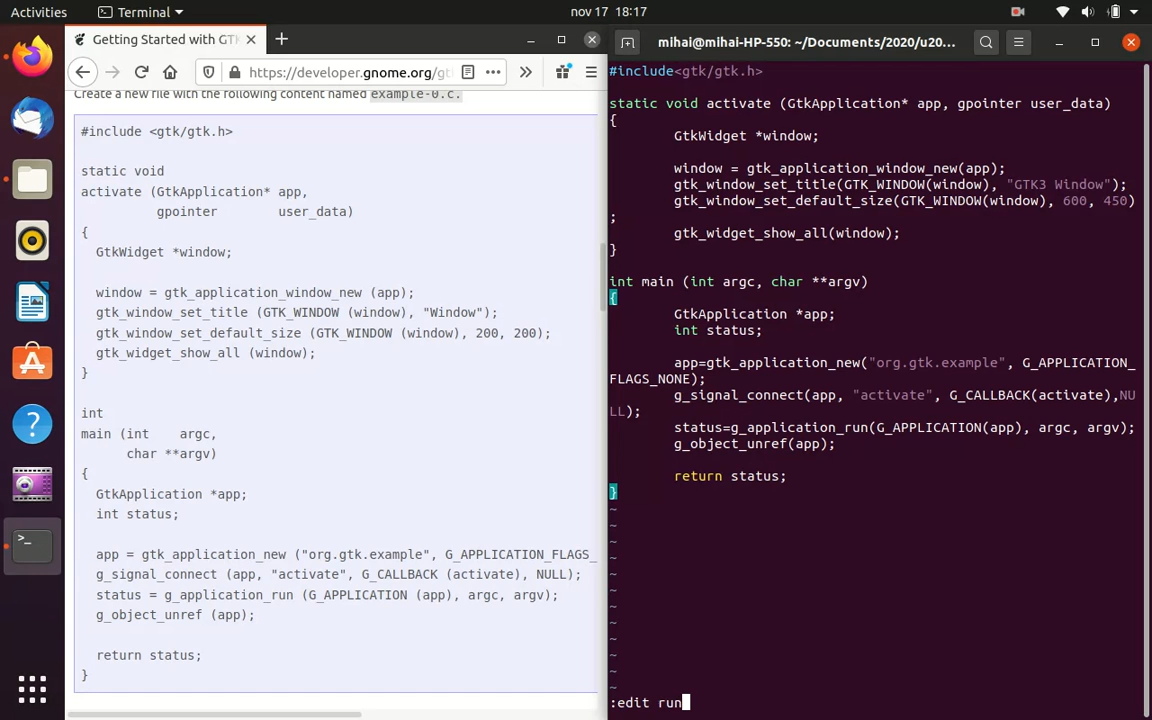 Activities
Terminal
nov 17 18:17
Getting Started with GTK
mihai@mihai-HP-550: ~/Documents/2020/u20...
https://developer.gnome.org/gt
Create a new file with the following content named example-0.c.
#include <gtk/gtk.h>
static void
activate (GtkApplication* app,
gpointer user_data)
{
GtkWidget *window;
window = gtk_application_window_new (app);
gtk_window_set_title (GTK_WINDOW (window), "Window");
gtk_window_set_default_size (GTK_WINDOW (window), 200, 200);
gtk_widget_show_all (window);
}
int
main (int argc,
char **argv)
{
GtkApplication *app;
int status;
app = gtk_application_new ("org.gtk.example", G_APPLICATION_FLAGS_
g_signal_connect (app, "activate", G_CALLBACK (activate), NULL);
status = g_application_run (G_APPLICATION (app), argc, argv);
g_object_unref (app);
return status;
}
#include<gtk/gtk.h>
static void activate (GtkApplication* app, gpointer user_data)
{
GtkWidget *window;
window = gtk_application_window_new(app);
gtk_window_set_title(GTK_WINDOW(window), "GTK3 Window");
gtk_window_set_default_size(GTK_WINDOW(window), 600, 450)
;
gtk_widget_show_all(window);
}
int main (int argc, char **argv)
{
GtkApplication *app;
int status;
app=gtk_application_new("org.gtk.example", G_APPLICATION_
FLAGS_NONE);
g_signal_connect(app, "activate", G_CALLBACK(activate),NU
LL);
status=g_application_run(G_APPLICATION(app), argc, argv);
g_object_unref(app);
return status;
}
~
~
~
~
~
~
~
~
~
~
~
~
:edit run